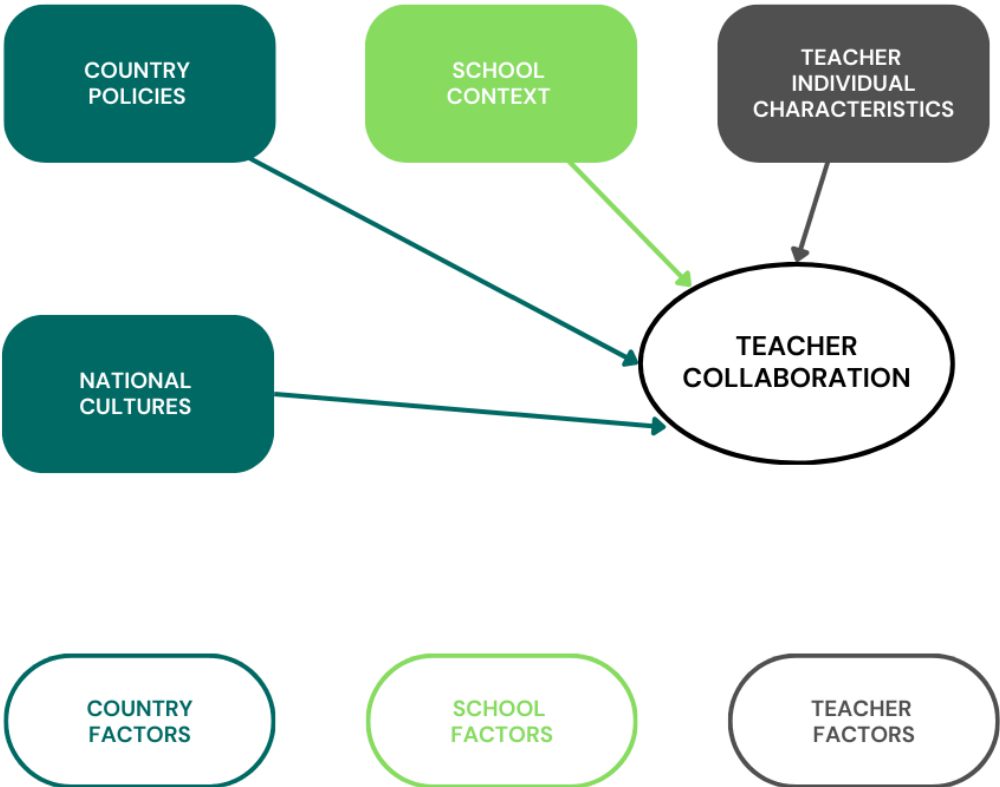 COUNTRY
POLICIES
SCHOOL
CONTEXT
TEACHER
INDIVIDUAL
CHARACTERISTICS
NATIONAL
CULTURES
TEACHER
COLLABORATION
COUNTRY
FACTORS
SCHOOL
FACTORS
TEACHER
FACTORS